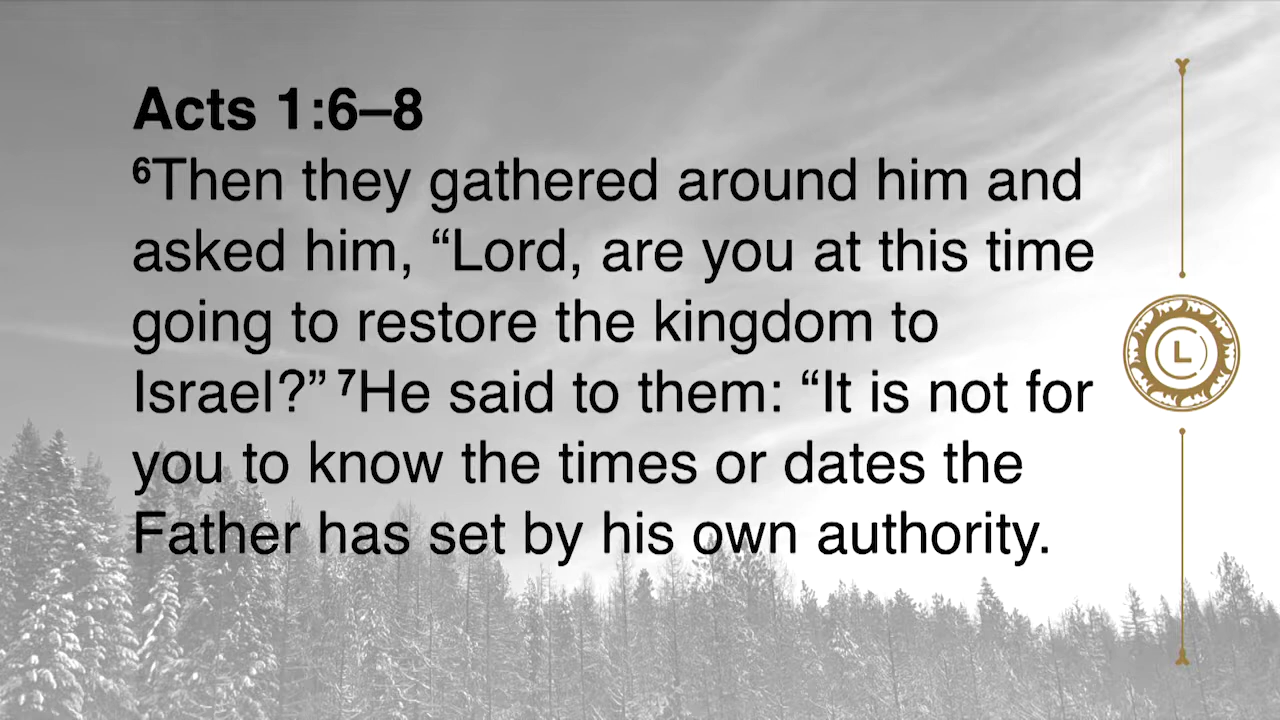 Acts 1:6–8
⁶Then they gathered around him and
asked him, “Lord, are you at this time
going to restore the kingdom to
Israel?” ⁷He said to them: “It is not for
you to know the times or dates the
Father has set by his own authority.
L